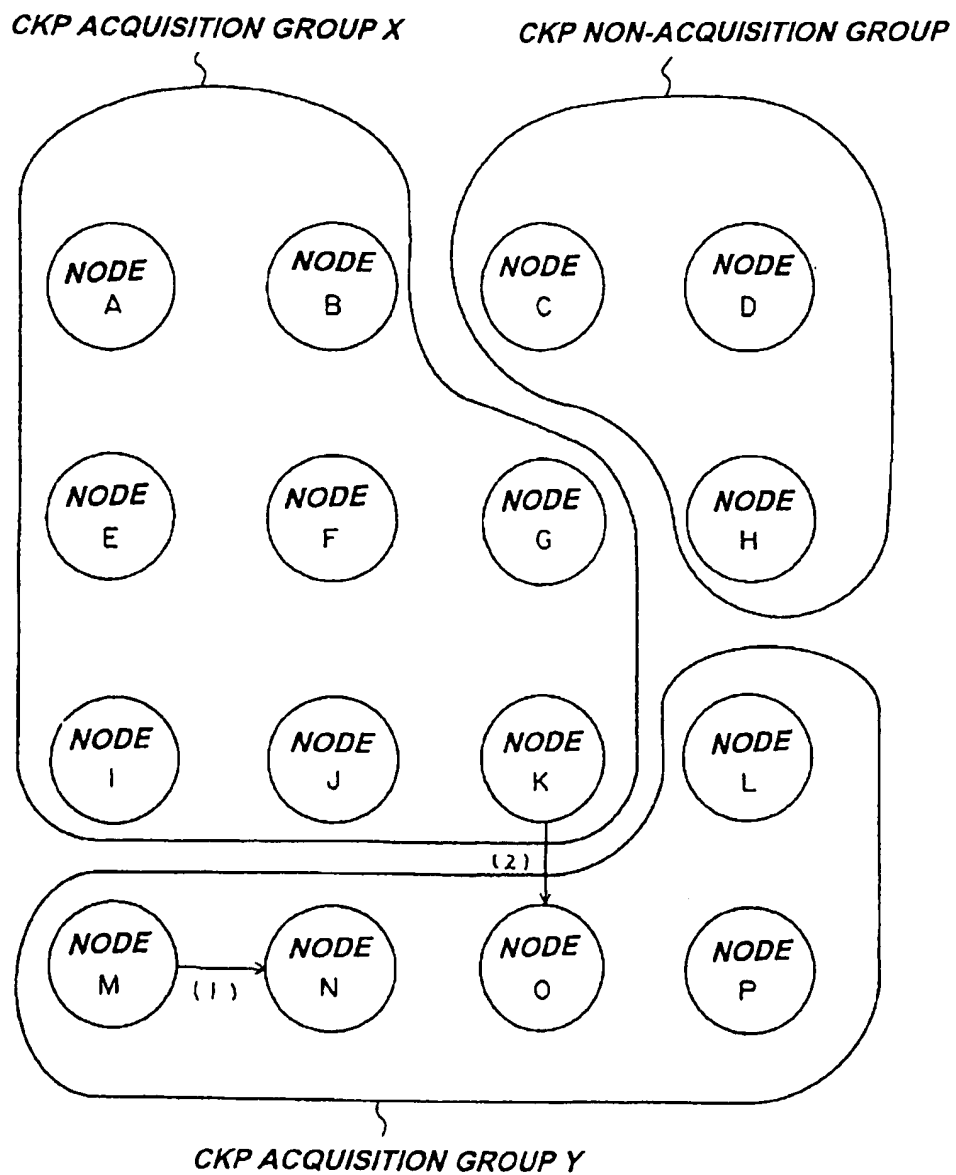 CKP ACQUISITION GROUP X
CKP NON-ACQUISITION GROUP
NODE
A
NODE
B
NODE
C
NODE
D
NODE
E
NODE
F
NODE
G
NODE
H
NODE
I
NODE
J
NODE
K
NODE
L
(2)
NODE
M
(1)
NODE
N
NODE
O
NODE
P
CKP ACQUISITION GROUP Y